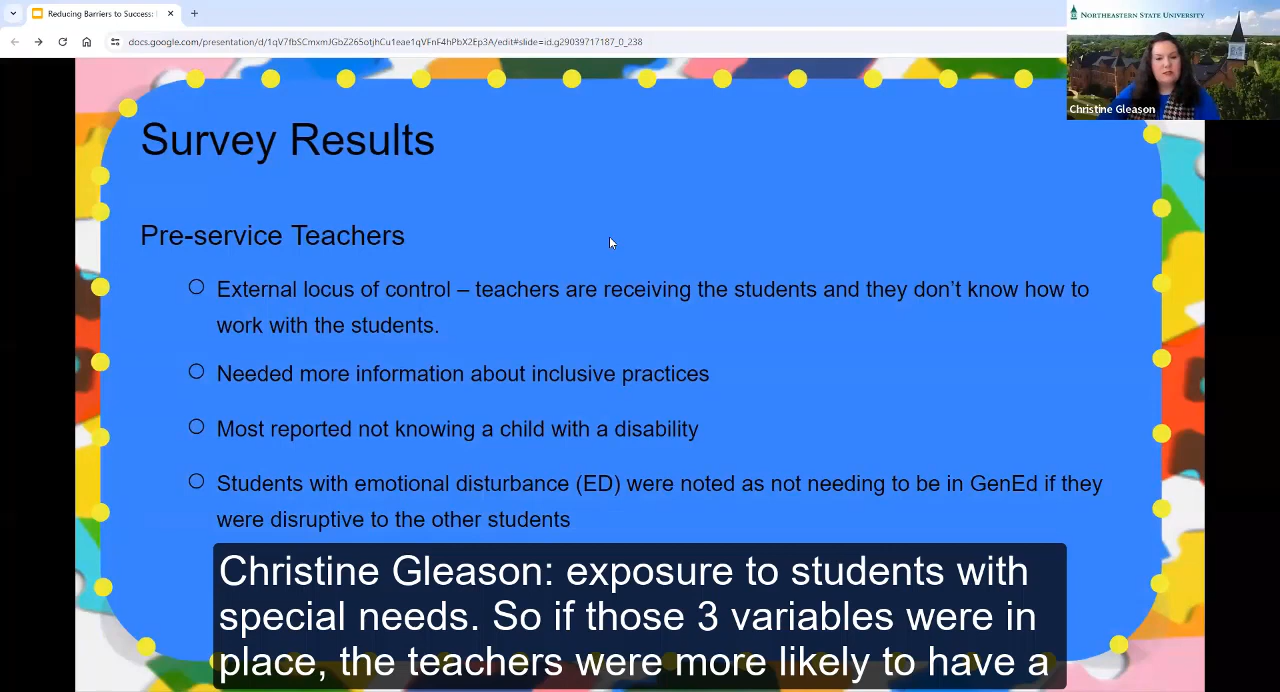 Reducing Barriers to Success:
docs.google.com/presentation/d/1qV7fbSCmxmJGbZ265otjhCu1eae1qVFnF4hPbX2Ep3A/edit#slide=id.g29039717187_0_238
NORTHEASTERN STATE UNIVERSITY
Christine Gleason
Survey Results
Pre-service Teachers
External locus of control – teachers are receiving the students and they don’t know how to
work with the students.
Needed more information about inclusive practices
Most reported not knowing a child with a disability
Students with emotional disturbance (ED) were noted as not needing to be in GenEd if they
were disruptive to the other students
Christine Gleason: exposure to students with
special needs. So if those 3 variables were in
place, the teachers were more likely to have a